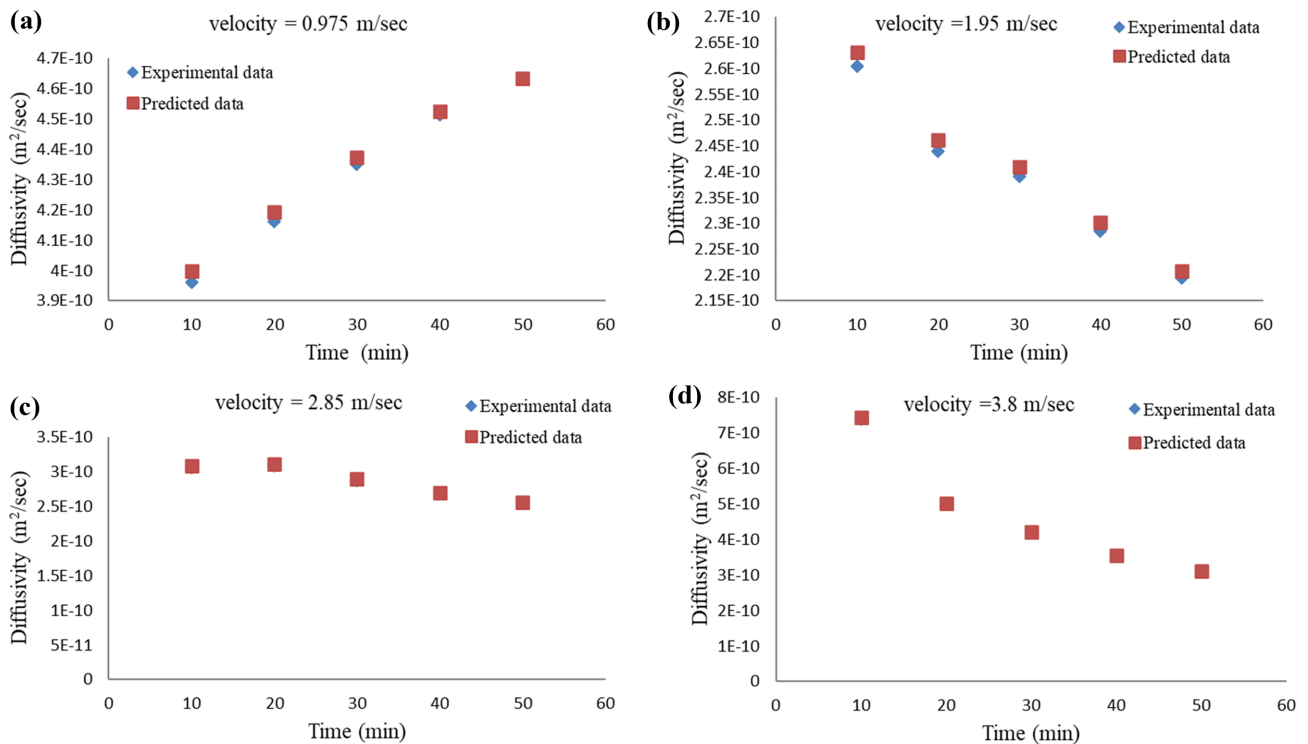 (a)
velocity = 0.975 m/sec
4.7E-10
4.6E-10
4.5E-10
4.4E-10
4.3E-10
4.2E-10
4.1E-10
4E-10
3.9E-10
Diffusivity (m²/sec)
Experimental data
Predicted data
0 10 20 30 40 50 60
Time (min)
(b)
velocity =1.95 m/sec
2.7E-10
2.65E-10
2.6E-10
2.55E-10
2.5E-10
2.45E-10
2.4E-10
2.35E-10
2.3E-10
2.25E-10
2.2E-10
2.15E-10
Diffusivity (m²/sec)
Experimental data
Predicted data
0 10 20 30 40 50 60
Time (min)
(c)
velocity = 2.85 m/sec
3.5E-10
3E-10
2.5E-10
2E-10
1.5E-10
1E-10
5E-11
0
Diffusivity (m²/sec)
Experimental data
Predicted data
0 10 20 30 40 50 60
Time (min)
(d)
velocity =3.8 m/sec
8E-10
7E-10
6E-10
5E-10
4E-10
3E-10
2E-10
1E-10
0
Diffusivity (m²/sec)
Experimental data
Predicted data
0 10 20 30 40 50 60
Time (min)